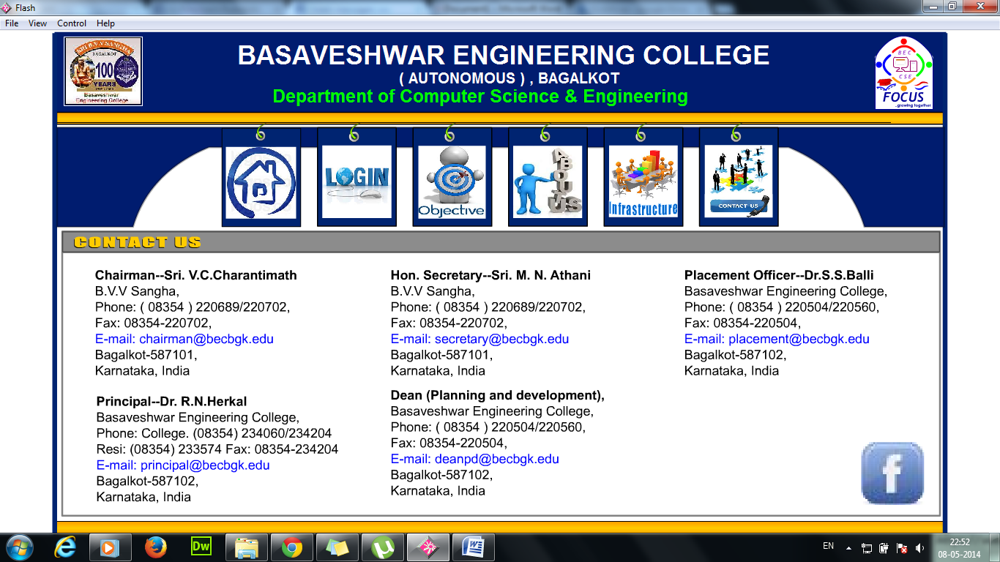 Flash
File View Control Help
SRI B.V.V SANGHA
BAGALKOT
100
YEARS
Basaveshwar
Engineering College
BASAVESHWAR ENGINEERING COLLEGE
( AUTONOMOUS ) , BAGALKOT
Department of Computer Science & Engineering
BEC
CSE
FOCUS
..growing together
LOGIN
Objective
ABOUT US
Infrastructure
CONTACT US
CONTACT US
Chairman--Sri. V.C.Charantimath
B.V.V Sangha,
Phone: ( 08354 ) 220689/220702,
Fax: 08354-220702,
E-mail: chairman@becbgk.edu
Bagalkot-587101,
Karnataka, India
Hon. Secretary--Sri. M. N. Athani
B.V.V Sangha,
Phone: ( 08354 ) 220689/220702,
Fax: 08354-220702,
E-mail: secretary@becbgk.edu
Bagalkot-587101,
Karnataka, India
Placement Officer--Dr.S.S.Balli
Basaveshwar Engineering College,
Phone: ( 08354 ) 220504/220560,
Fax: 08354-220504,
E-mail: placement@becbgk.edu
Bagalkot-587102,
Karnataka, India
Principal--Dr. R.N.Herkal
Basaveshwar Engineering College,
Phone: College. (08354) 234060/234204
Resi: (08354) 233574 Fax: 08354-234204
E-mail: principal@becbgk.edu
Bagalkot-587102,
Karnataka, India
Dean (Planning and development),
Basaveshwar Engineering College,
Phone: ( 08354 ) 220504/220560,
Fax: 08354-220504,
E-mail: deanpd@becbgk.edu
Bagalkot-587102,
Karnataka, India
f
Dw
EN
22:52
08-05-2014